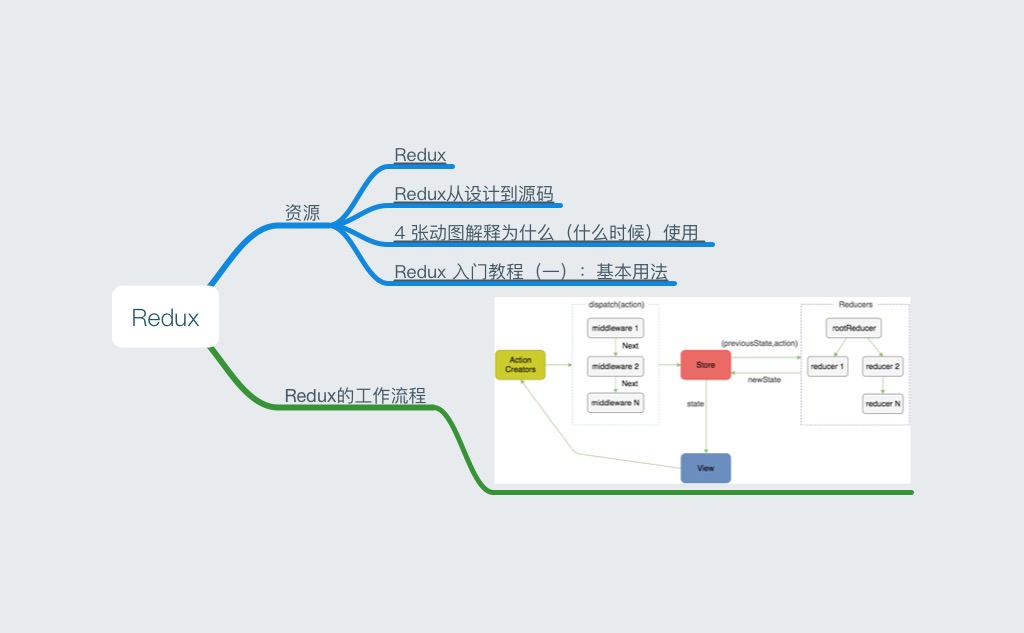 Redux
资源
Redux
Redux从设计到源码
4 张动图解释为什么（什么时候）使用
Redux 入门教程（一）：基本用法
Redux的工作流程
dispatch(action)
middleware 1
Next
middleware 2
Next
middleware N
Action
Creators
Store
(previousState,action)
newState
state
View
Reducers
rootReducer
reducer 1
reducer 2
reducer N